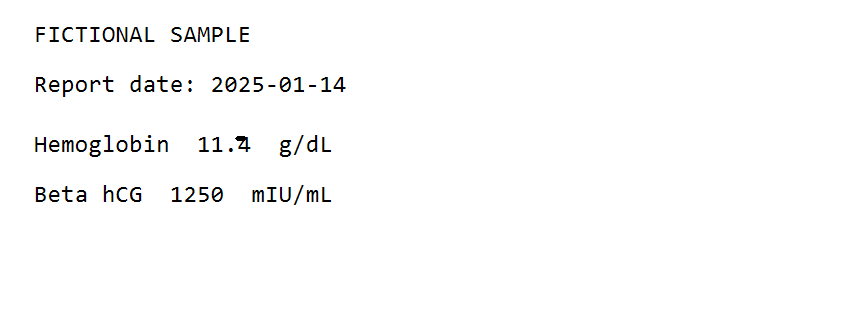 FICTIONAL SAMPLE
Report date: 2025-01-14
Hemoglobin g/dL
Beta hCG 1250 mIU/mL